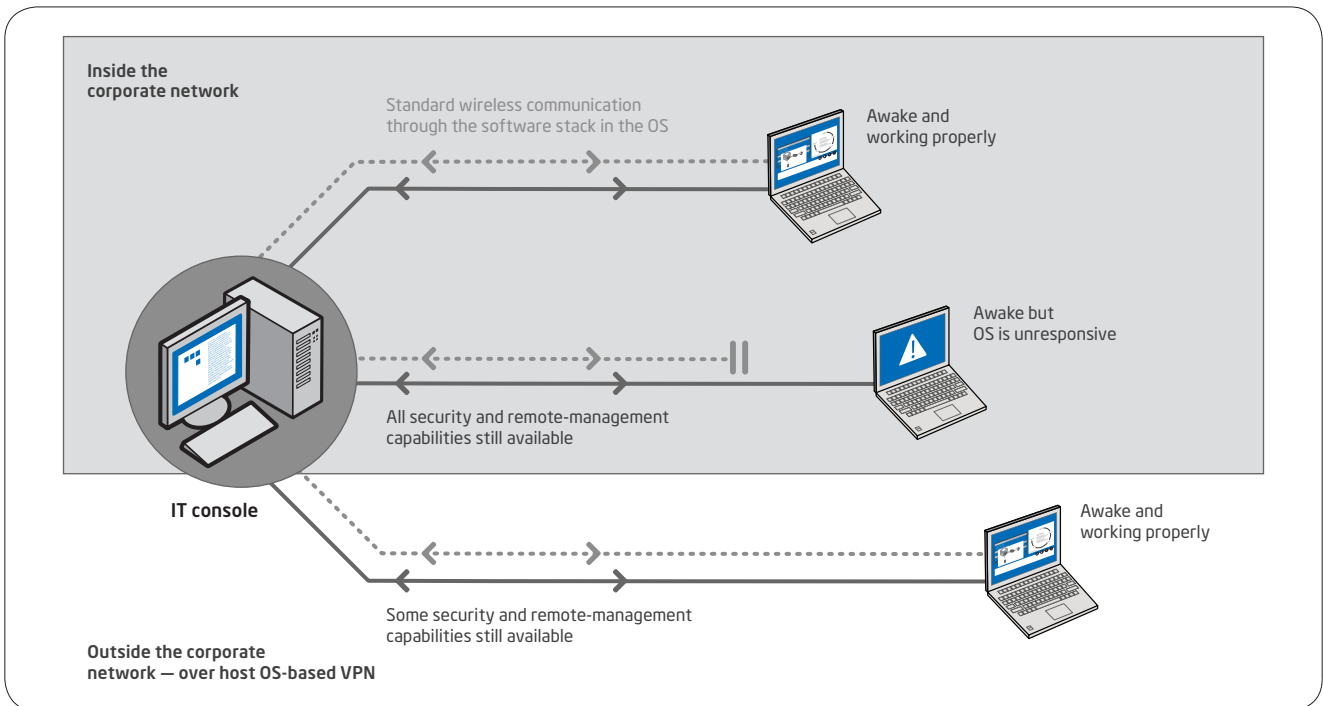 Inside the
corporate network
Standard wireless communication
through the software stack in the OS
Awake and
working properly
Awake but
OS is unresponsive
All security and remote-management
capabilities still available
IT console
Awake and
working properly
Some security and remote-management
capabilities still available
Outside the corporate
network — over host OS-based VPN